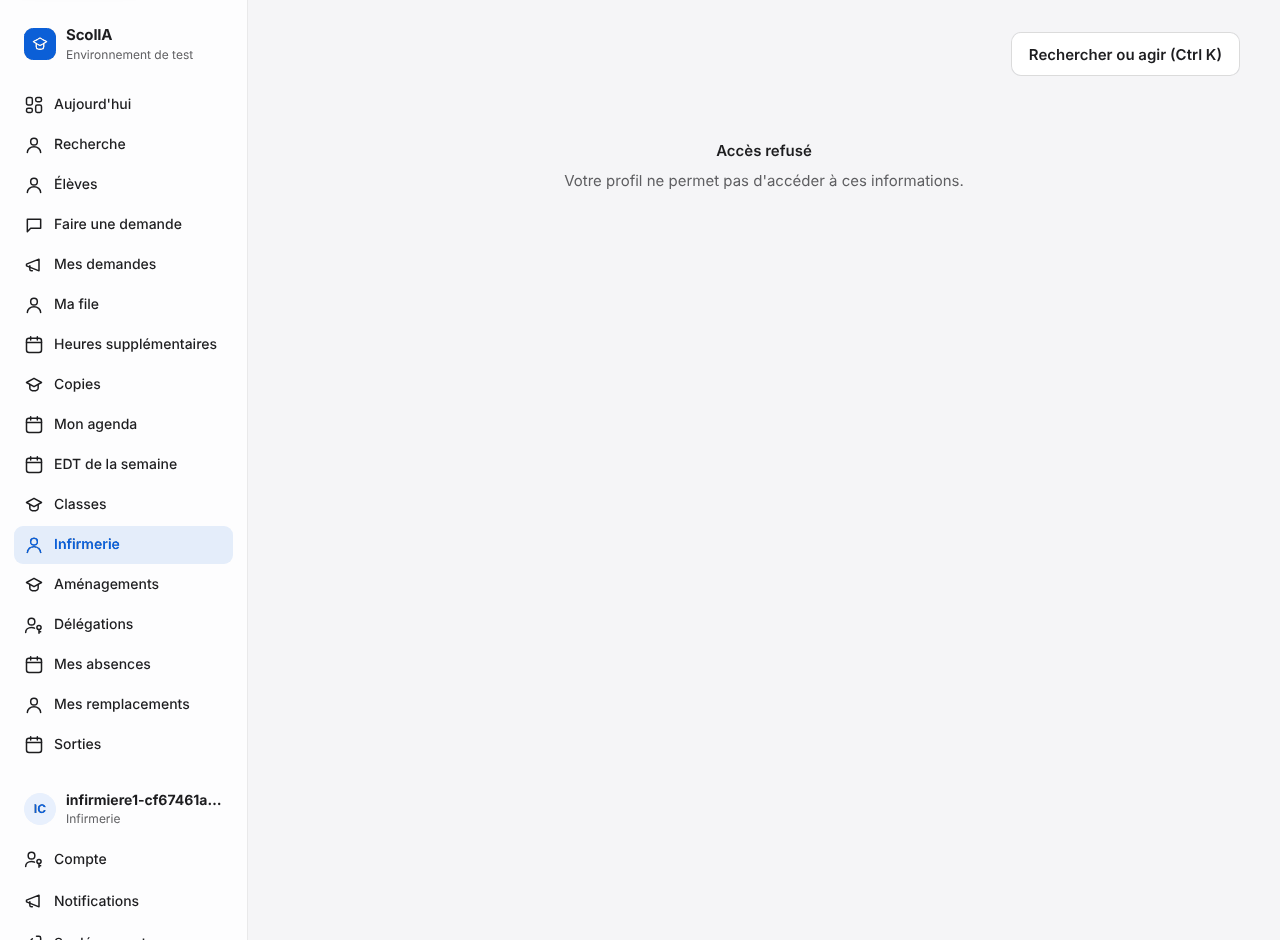 ScolIA
Environnement de test
Rechercher ou agir (Ctrl K)
Aujourd'hui
Recherche
Élèves
Faire une demande
Mes demandes
Ma file
Heures supplémentaires
Copies
Mon agenda
EDT de la semaine
Classes
Infirmerie
Aménagements
Délégations
Mes absences
Mes remplacements
Sorties
IC
infirmiere1-cf67461a...
Infirmerie
Compte
Notifications
Accès refusé
Votre profil ne permet pas d'accéder à ces informations.